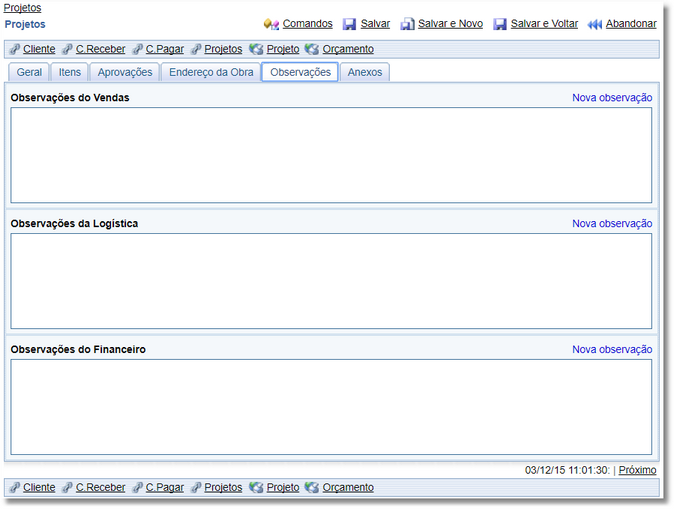 Projetos
Projetos Comandos Salvar Salvar e Novo Salvar e Voltar Abandonar
Cliente C.Receber C.Pagar Projetos Projeto Orçamento
Geral Itens Aprovações Endereço da Obra Observações Anexos
Observações do Vendas Nova observação
Observações da Logística Nova observação
Observações do Financeiro Nova observação
03/12/15 11:01:30: | Próximo
Cliente C.Receber C.Pagar Projetos Projeto Orçamento